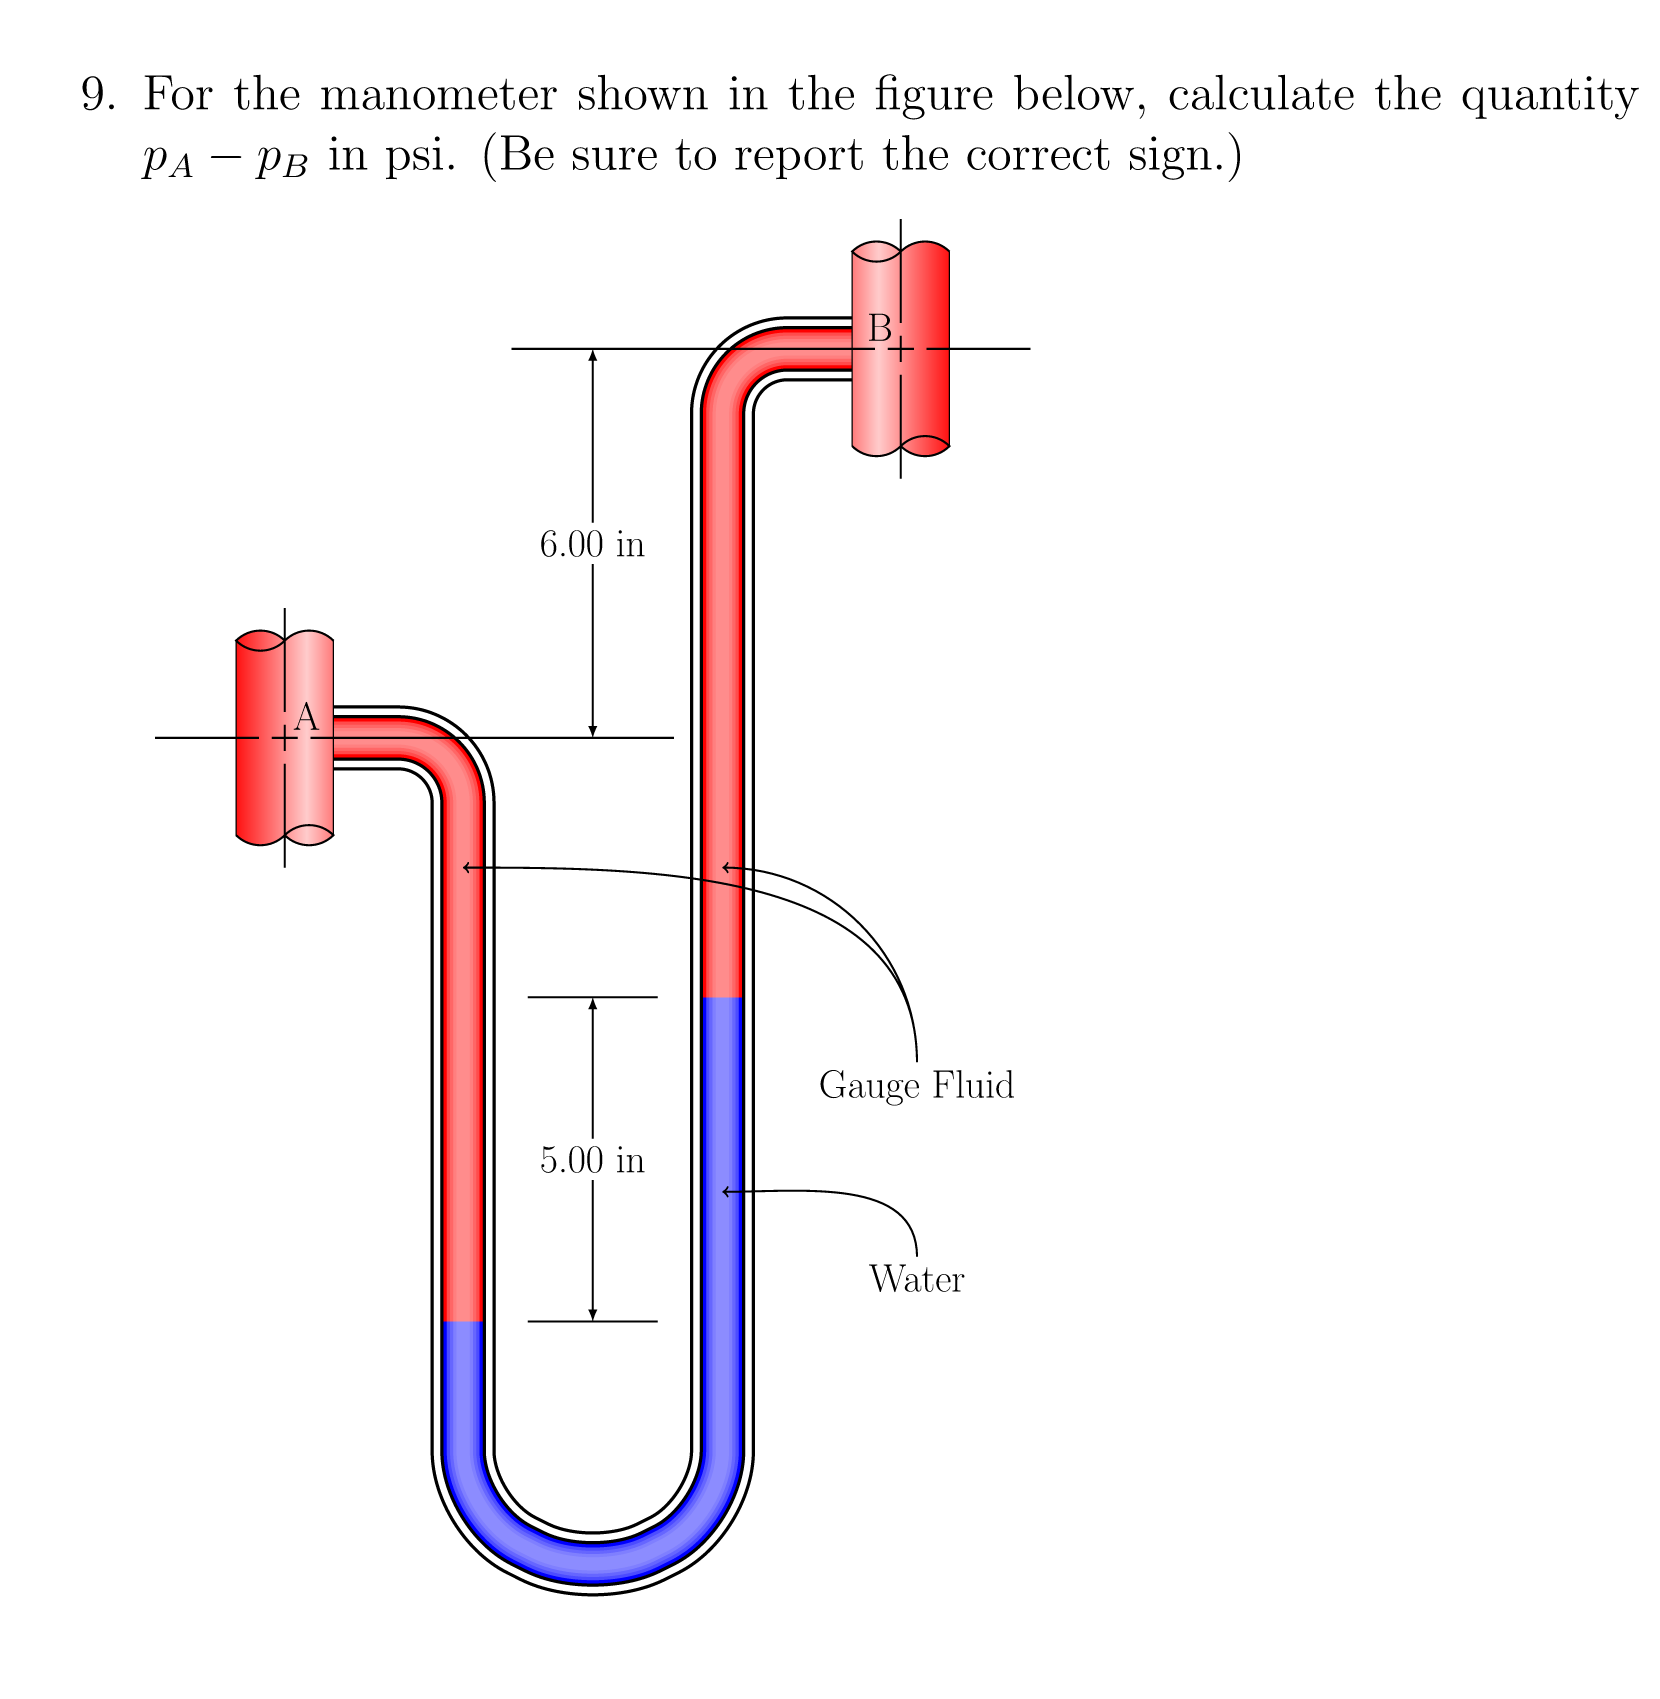 9. For the manometer shown in the figure below, calculate the quantity
p_A − p_B in psi. (Be sure to report the correct sign.)
B
6.00 in
A
Gauge Fluid
5.00 in
Water